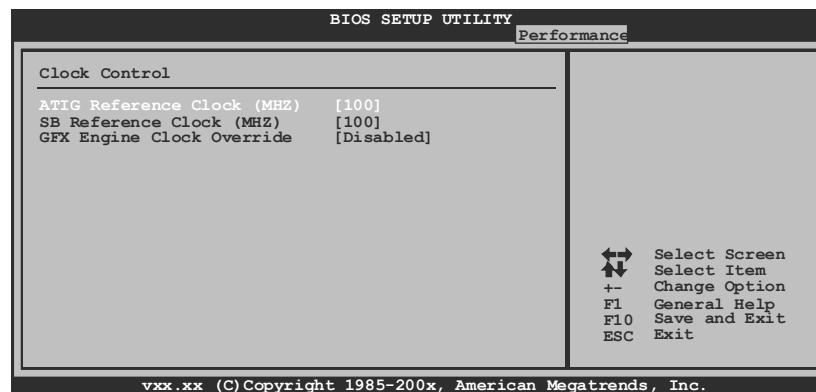 BIOS SETUP UTILITY
Performance
Clock Control
ATIG Reference Clock (MHZ) [100]
SB Reference Clock (MHZ) [100]
GFX Engine Clock Override [Disabled]
Select Screen
Select Item
+- Change Option
F1 General Help
F10 Save and Exit
ESC Exit
vxx.xx (C)Copyright 1985-200x, American Megatrends, Inc.